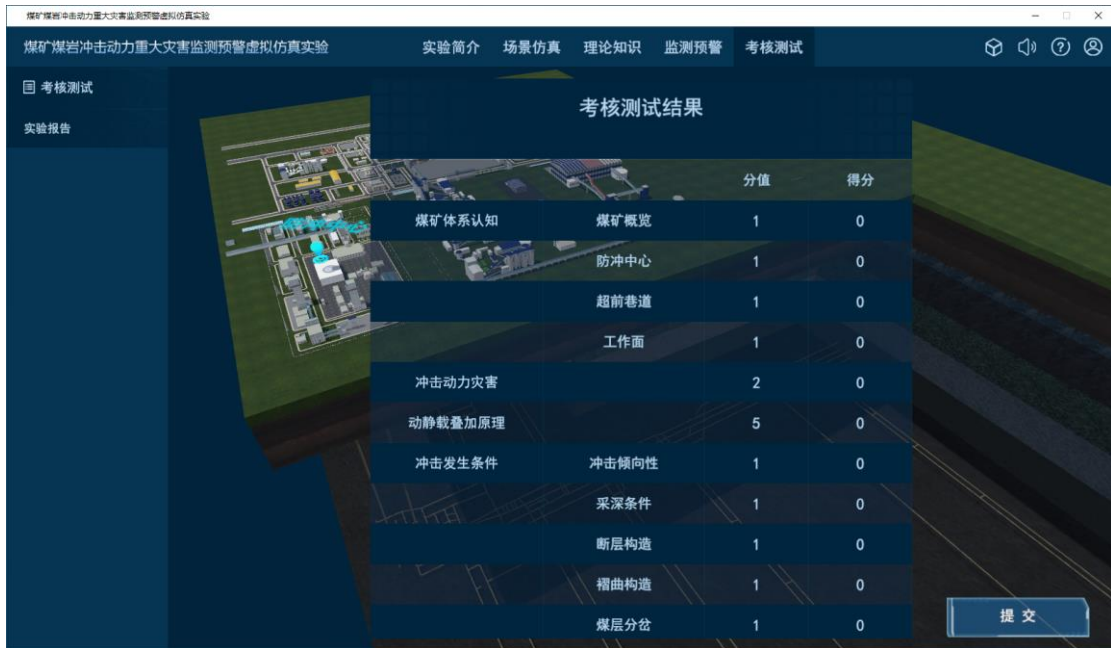 煤矿煤岩冲击动力重大灾害监测预警虚拟仿真实验
煤矿煤岩冲击动力重大灾害监测预警虚拟仿真实验 实验简介 场景仿真 理论知识 监测预警 考核测试
考核测试
实验报告
考核测试结果
分值 得分
煤矿体系认知 煤矿概览 1 0
防冲中心 1 0
超前巷道 1 0
工作面 1 0
冲击动力灾害 2 0
动静载叠加原理 5 0
冲击发生条件 冲击倾向性 1 0
采深条件 1 0
断层构造 1 0
褶曲构造 1 0
煤层分岔 1 0
提交